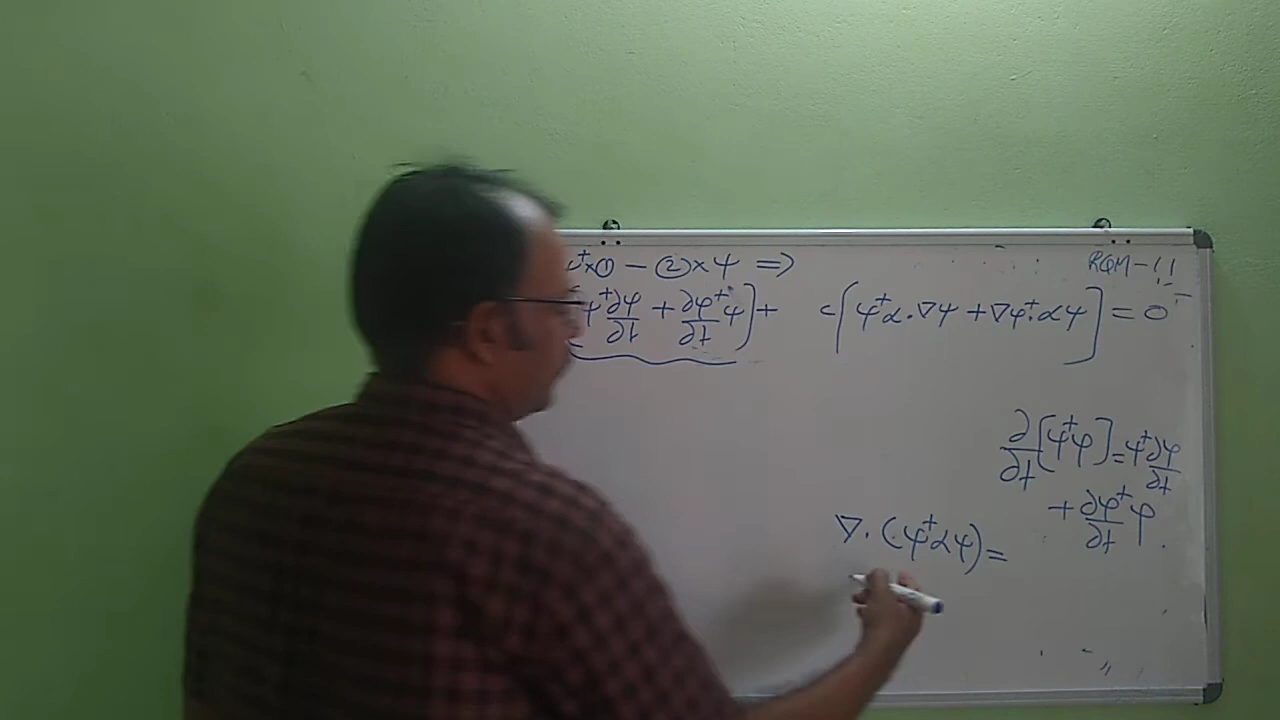 ψ⁺×① − ②×ψ ⇒
RQM-11
ψ⁺∂ψ/∂t + ∂ψ⁺/∂t ψ] + c[ψ⁺α·∇ψ + ∇ψ⁺·αψ] = 0
∂/∂t[ψ⁺ψ] = ψ⁺∂ψ/∂t
+ ∂ψ⁺/∂t ψ
∇·(ψ⁺αψ) =